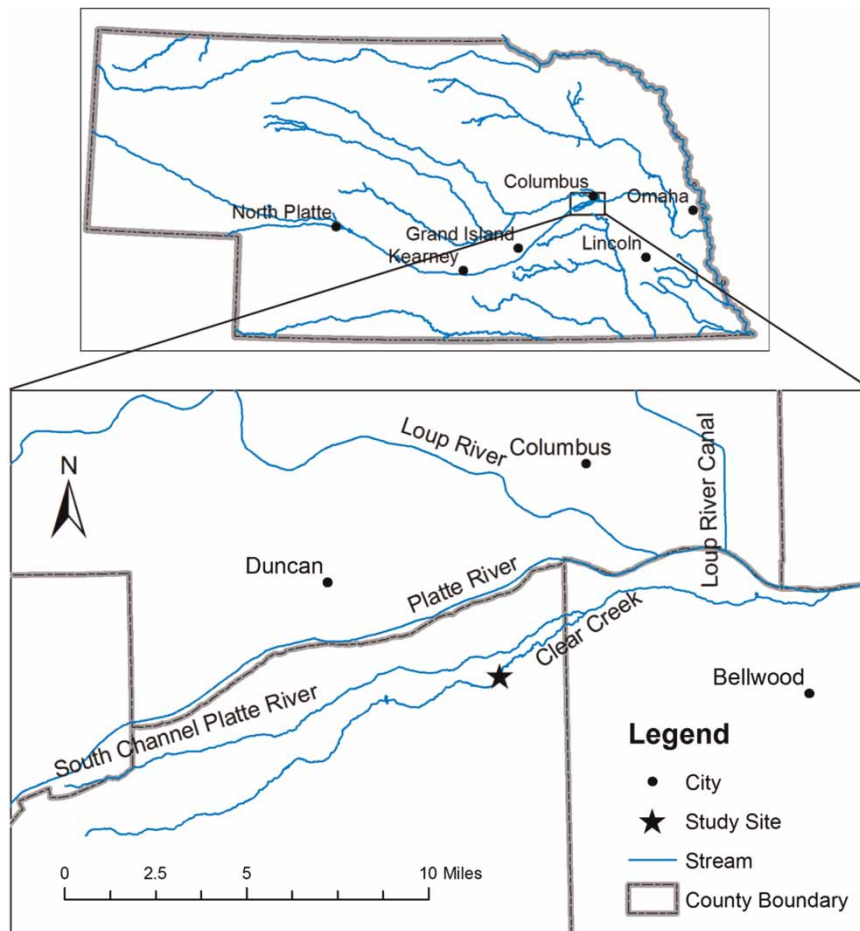 Columbus
Omaha
North Platte
Grand Island
Lincoln
Kearney
Loup River
Columbus
Loup River Canal
N
Duncan
Platte River
Clear Creek
South Channel Platte River
Bellwood
Legend
City
Study Site
Stream
County Boundary
0 2.5 5 10 Miles